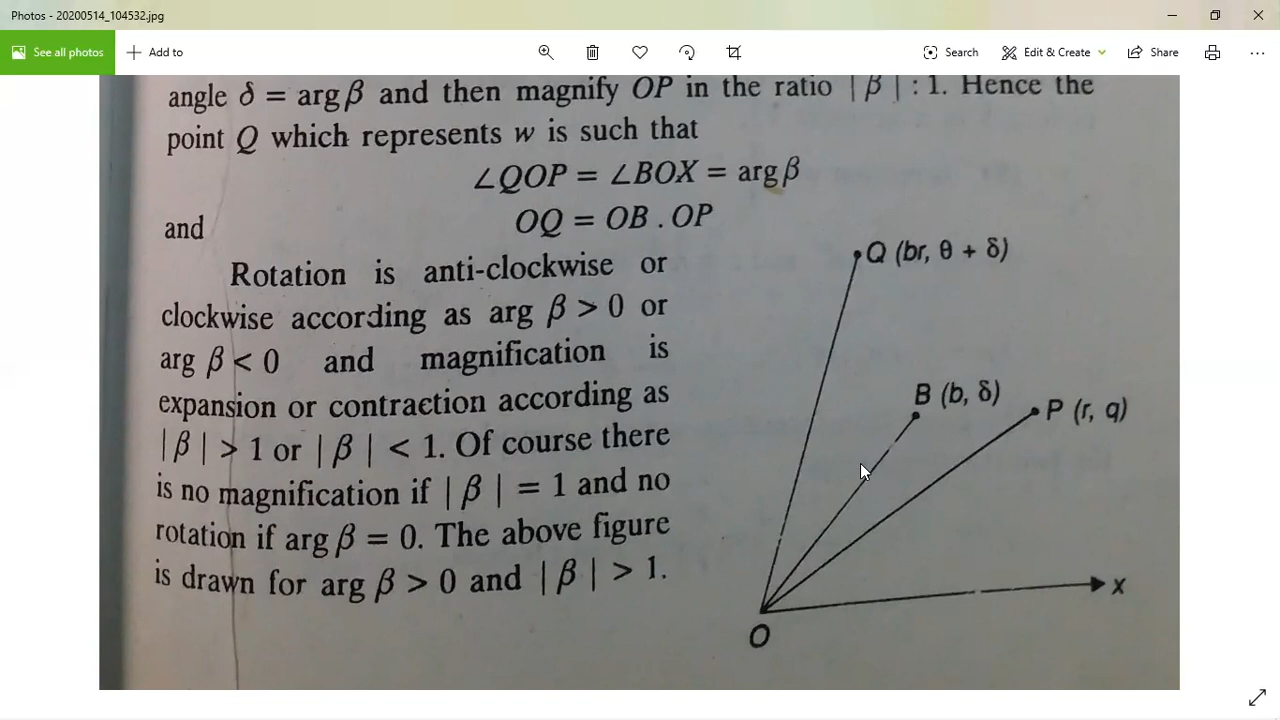 Photos - 20200514_104532.jpg
See all photos
Add to
Search
Edit & Create
Share
angle δ = arg β and then magnify OP in the ratio | β | : 1. Hence the
point Q which represents w is such that
∠QOP = ∠BOX = arg β
and OQ = OB . OP
Rotation is anti-clockwise or
clockwise according as arg β > 0 or
arg β < 0 and magnification is
expansion or contraction according as
| β | > 1 or | β | < 1. Of course there
is no magnification if | β | = 1 and no
rotation if arg β = 0. The above figure
is drawn for arg β > 0 and | β | > 1.
Q (br, θ + δ)
B (b, δ)
P (r, q)
X
O